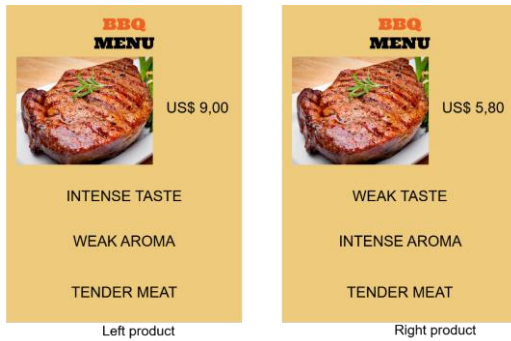 BBQ
MENU
US$ 9,00
INTENSE TASTE
WEAK AROMA
TENDER MEAT
Left product
BBQ
MENU
US$ 5,80
WEAK TASTE
INTENSE AROMA
TENDER MEAT
Right product